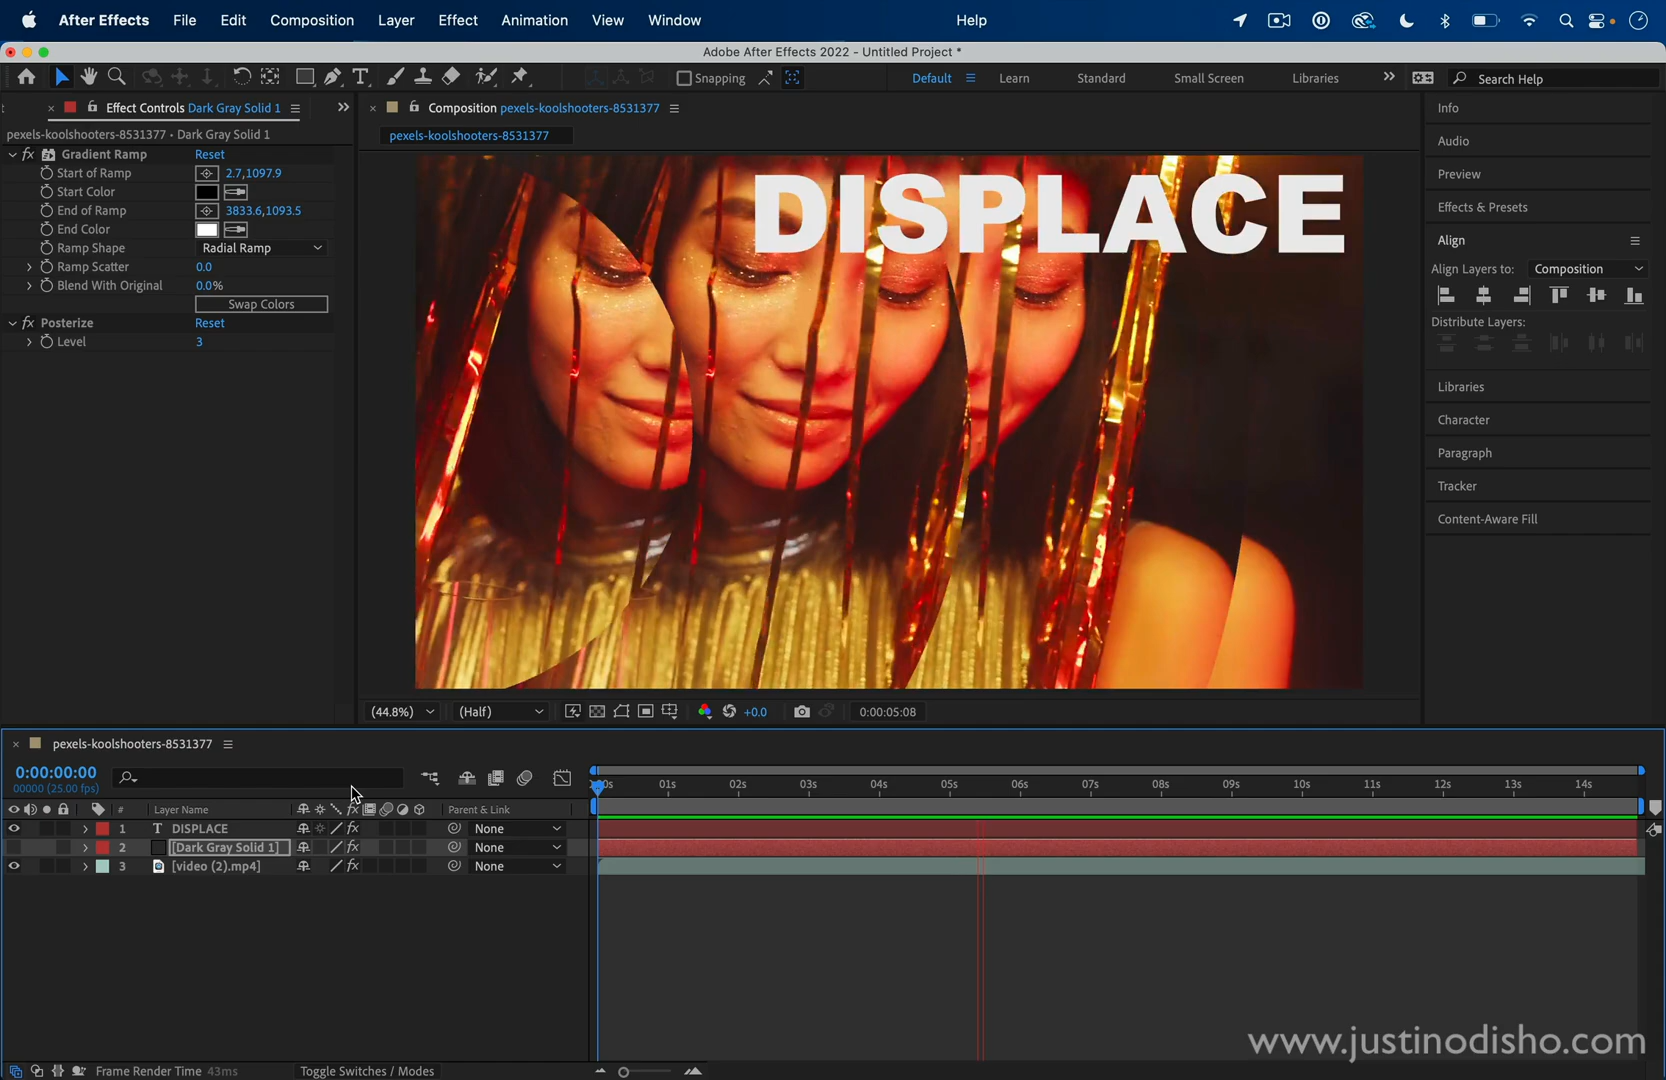 After Effects File Edit Composition Layer Effect Animation View Window Help
Adobe After Effects 2022 - Untitled Project *
Snapping Default Learn Standard Small Screen Libraries Search Help
Effect Controls Dark Gray Solid 1
Composition pexels-koolshooters-8531377
pexels-koolshooters-8531377 • Dark Gray Solid 1
pexels-koolshooters-8531377
fx Gradient Ramp Reset
Start of Ramp 2.7,1097.9
Start Color
End of Ramp 3833.6,1093.5
End Color
Ramp Shape Radial Ramp
Ramp Scatter 0.0
Blend With Original 0.0%
Swap Colors
fx Posterize Reset
Level 3
DISPLACE
Info
Audio
Preview
Effects & Presets
Align
Align Layers to: Composition
Distribute Layers:
Libraries
Character
Paragraph
Tracker
Content-Aware Fill
(44.8%) (Half) +0.0 0:00:05:08
pexels-koolshooters-8531377
0:00:00:00
00000 (25.00 fps)
0s 01s 02s 03s 04s 05s 06s 07s 08s 09s 10s 11s 12s 13s 14s
# Layer Name fx Parent & Link
1 T DISPLACE fx None
2 [Dark Gray Solid 1] fx None
3 [video (2).mp4] fx None
www.justinodisho.com
Frame Render Time 43ms Toggle Switches / Modes